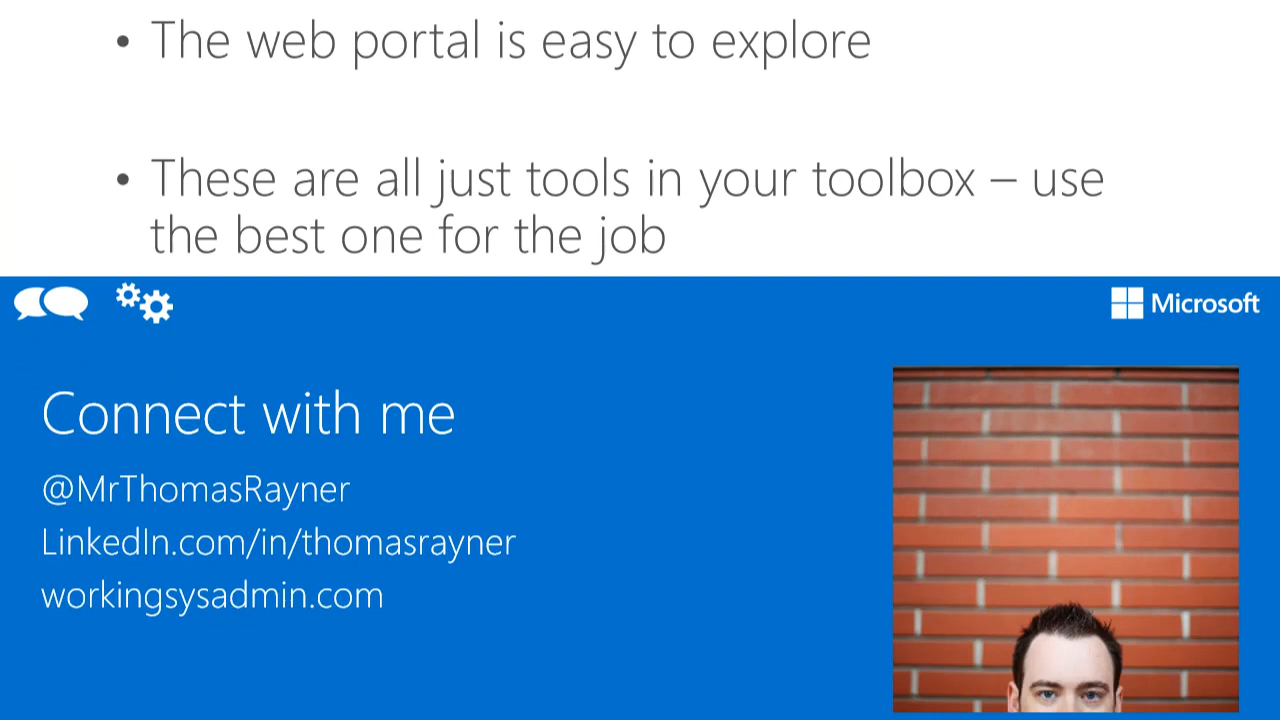 • The web portal is easy to explore
• These are all just tools in your toolbox – use
the best one for the job
Microsoft
Connect with me
@MrThomasRayner
LinkedIn.com/in/thomasrayner
workingsysadmin.com